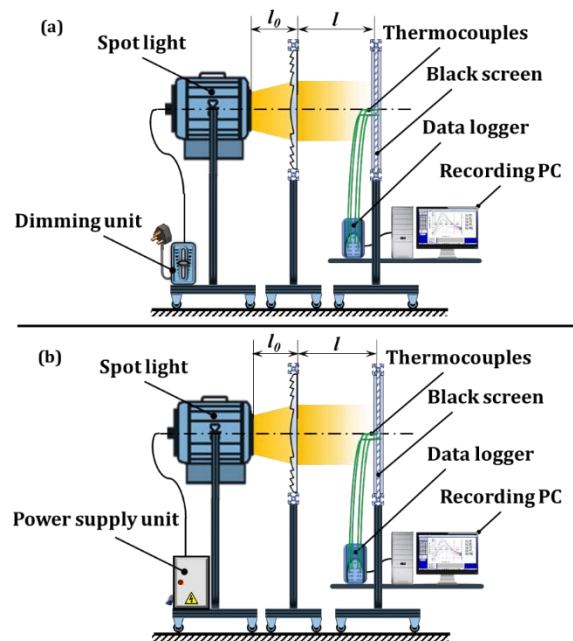 (a)
l₀
l
Spot light
Thermocouples
Black screen
Data logger
Recording PC
Dimming unit
(b)
l₀
l
Spot light
Thermocouples
Black screen
Data logger
Recording PC
Power supply unit